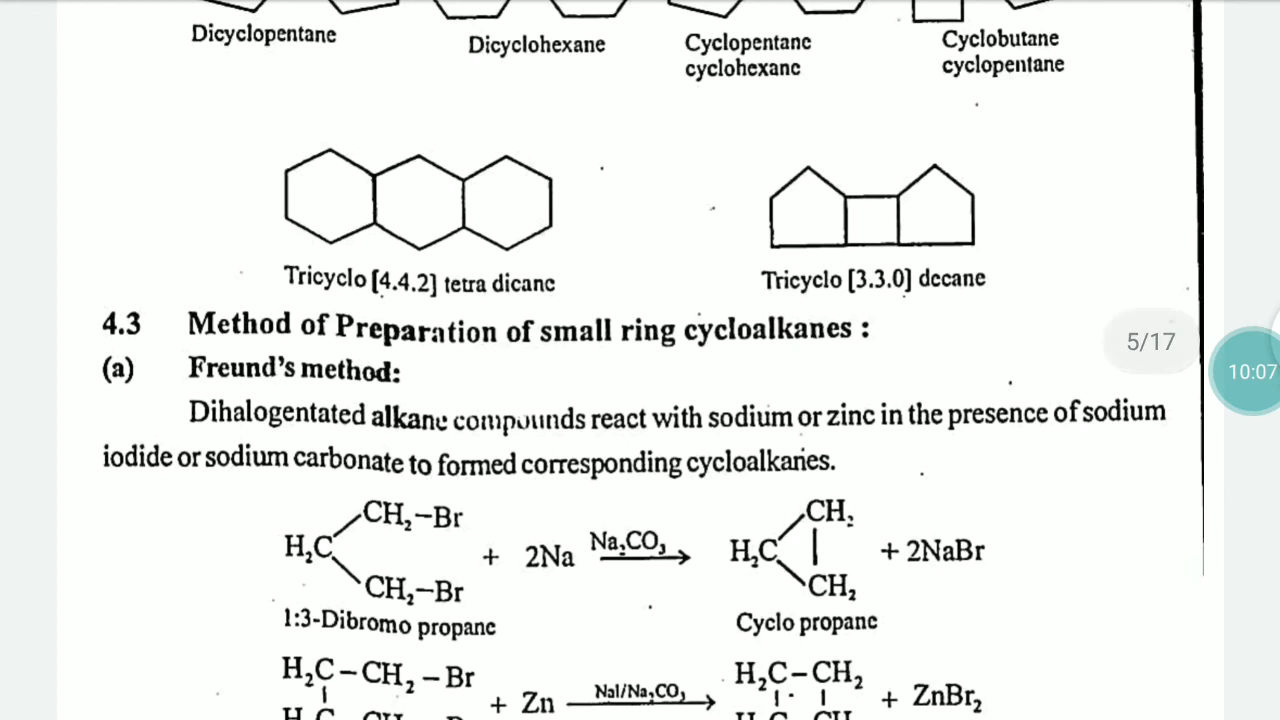 Dicyclopentane
Dicyclohexane
Cyclopentane
cyclohexane
Cyclobutane
cyclopentane
Tricyclo [4.4.2] tetra dicane
Tricyclo [3.3.0] decane
4.3 Method of Preparation of small ring cycloalkanes :
(a) Freund's method:
Dihalogentated alkane compounds react with sodium or zinc in the presence of sodium
iodide or sodium carbonate to formed corresponding cycloalkanes.
CH₂–Br
H₂C + 2Na Na₂CO₃ H₂C CH₂ + 2NaBr
CH₂–Br CH₂
1:3-Dibromo propane
Cyclo propane
H₂C–CH₂–Br + Zn NaI/Na₂CO₃ H₂C–CH₂ + ZnBr₂
5/17
10:07